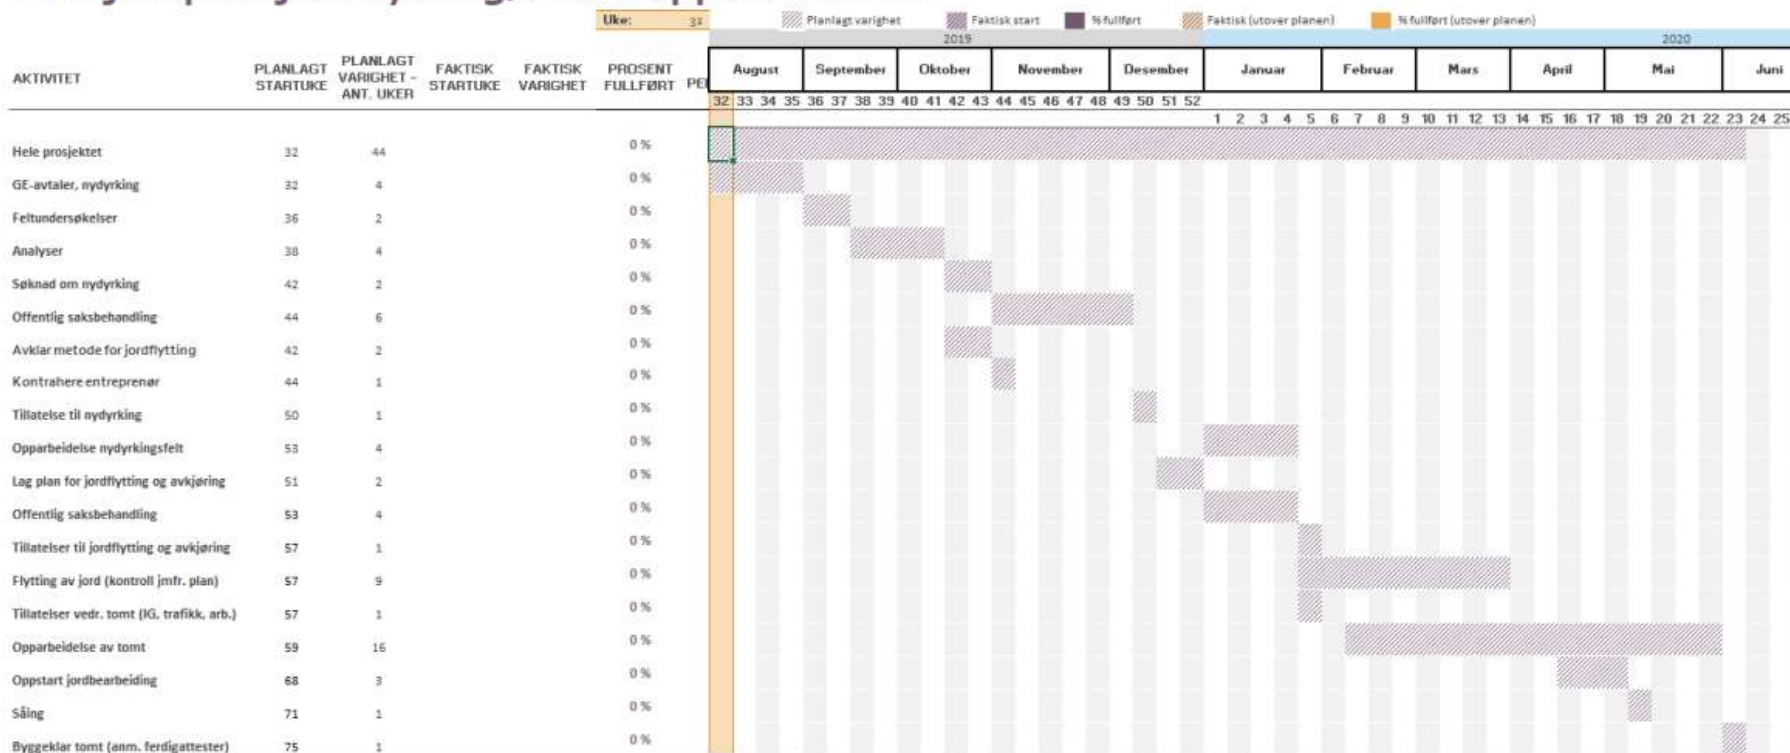 Uke: 32 Planlagt varighet Faktisk start % fullført Faktisk (utover planen) % fullført (utover planen)
2019 2020
AKTIVITET PLANLAGT STARTUKE PLANLAGT VARIGHET - ANT. UKER FAKTISK STARTUKE FAKTISK VARIGHET PROSENT FULLFØRT August September Oktober November Desember Januar Februar Mars April Mai Juni
32 33 34 35 36 37 38 39 40 41 42 43 44 45 46 47 48 49 50 51 52
1 2 3 4 5 6 7 8 9 10 11 12 13 14 15 16 17 18 19 20 21 22 23 24 25
Hele prosjektet 32 44 0 %
GE-avtaler, nydyrking 32 4 0 %
Feltundersøkelser 36 2 0 %
Analyser 38 4 0 %
Søknad om nydyrking 42 2 0 %
Offentlig saksbehandling 44 6 0 %
Avklar metode for jordflytting 42 2 0 %
Kontrahere entreprenør 44 1 0 %
Tillatelse til nydyrking 50 1 0 %
Opparbeidelse nydyrkingsfelt 53 4 0 %
Lag plan for jordflytting og avkjøring 51 2 0 %
Offentlig saksbehandling 53 4 0 %
Tillatelser til jordflytting og avkjøring 57 1 0 %
Flytting av jord (kontroll jmfr. plan) 57 9 0 %
Tillatelser vedr. tomt (IG, trafikk, arb.) 57 1 0 %
Opparbeidelse av tomt 59 16 0 %
Oppstart jordbearbeiding 68 3 0 %
Såing 71 1 0 %
Byggeklar tomt (anm. ferdigattester) 75 1 0 %